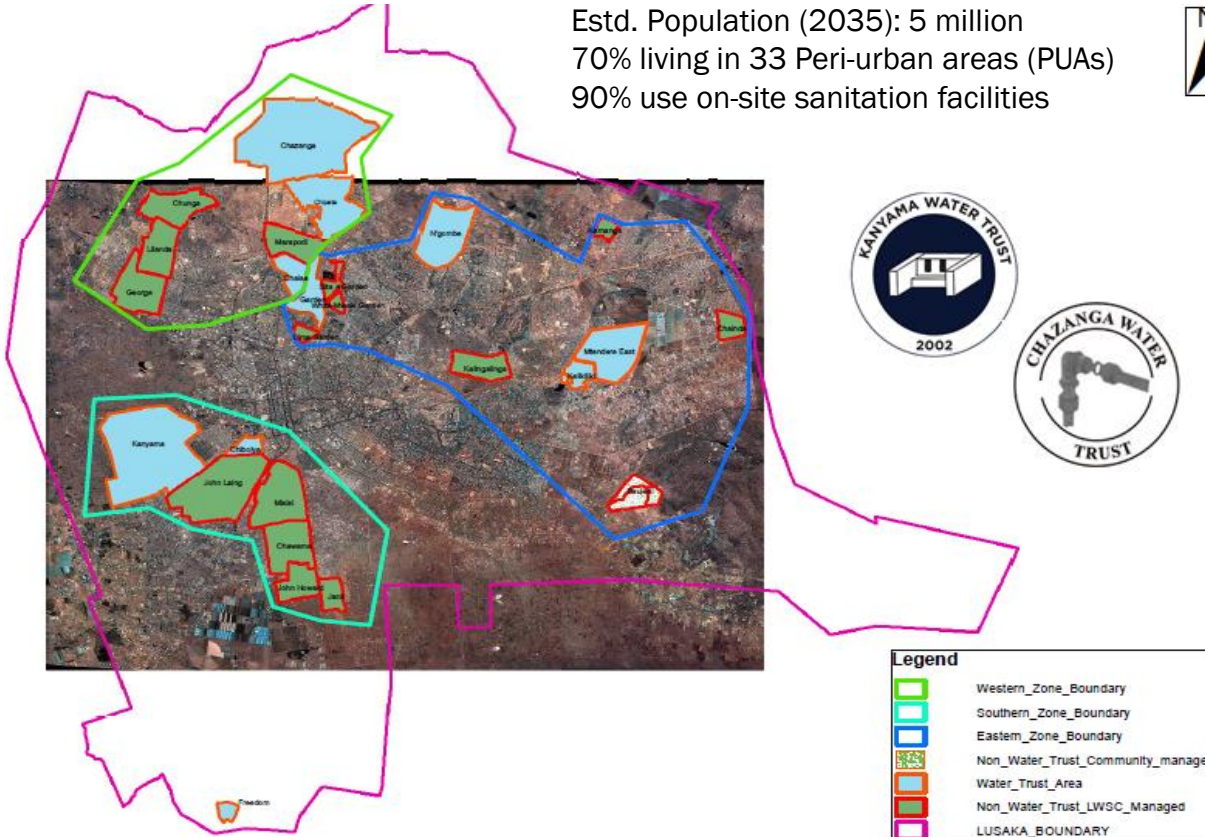 Estd. Population (2035): 5 million
70% living in 33 Peri-urban areas (PUAs)
90% use on-site sanitation facilities
N
Chazanga
Chunga
Lilanda
George
Marapodi
N'gombe
Chaisa
Garden
Kamanga
Chainda
Mtendere East
Kalikiliki
Kalingalinga
Kanyama
Chibolya
John Laing
Misisi
Chawama
John Howard
Jack
Freedom
KANYAMA WATER TRUST
2002
CHAZANGA WATER
TRUST
Legend
Western_Zone_Boundary
Southern_Zone_Boundary
Eastern_Zone_Boundary
Non_Water_Trust_Community_manage
Water_Trust_Area
Non_Water_Trust_LWSC_Managed
LUSAKA_BOUNDARY